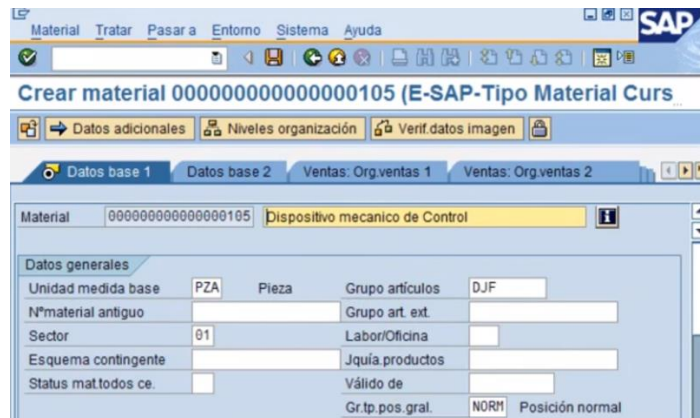 Material Tratar Pasar a Entorno Sistema Ayuda
SAP
Crear material 000000000000000105 (E-SAP-Tipo Material Curs
Datos adicionales Niveles organización Verif.datos imagen
Datos base 1 Datos base 2 Ventas: Org.ventas 1 Ventas: Org.ventas 2
Material 000000000000000105 Dispositivo mecanico de Control
Datos generales
Unidad medida base PZA Pieza Grupo artículos DJF
Nºmaterial antiguo Grupo art. ext.
Sector 01 Labor/Oficina
Esquema contingente Jquía.productos
Status mat.todos ce. Válido de
Gr.tp.pos.gral. NORM Posición normal